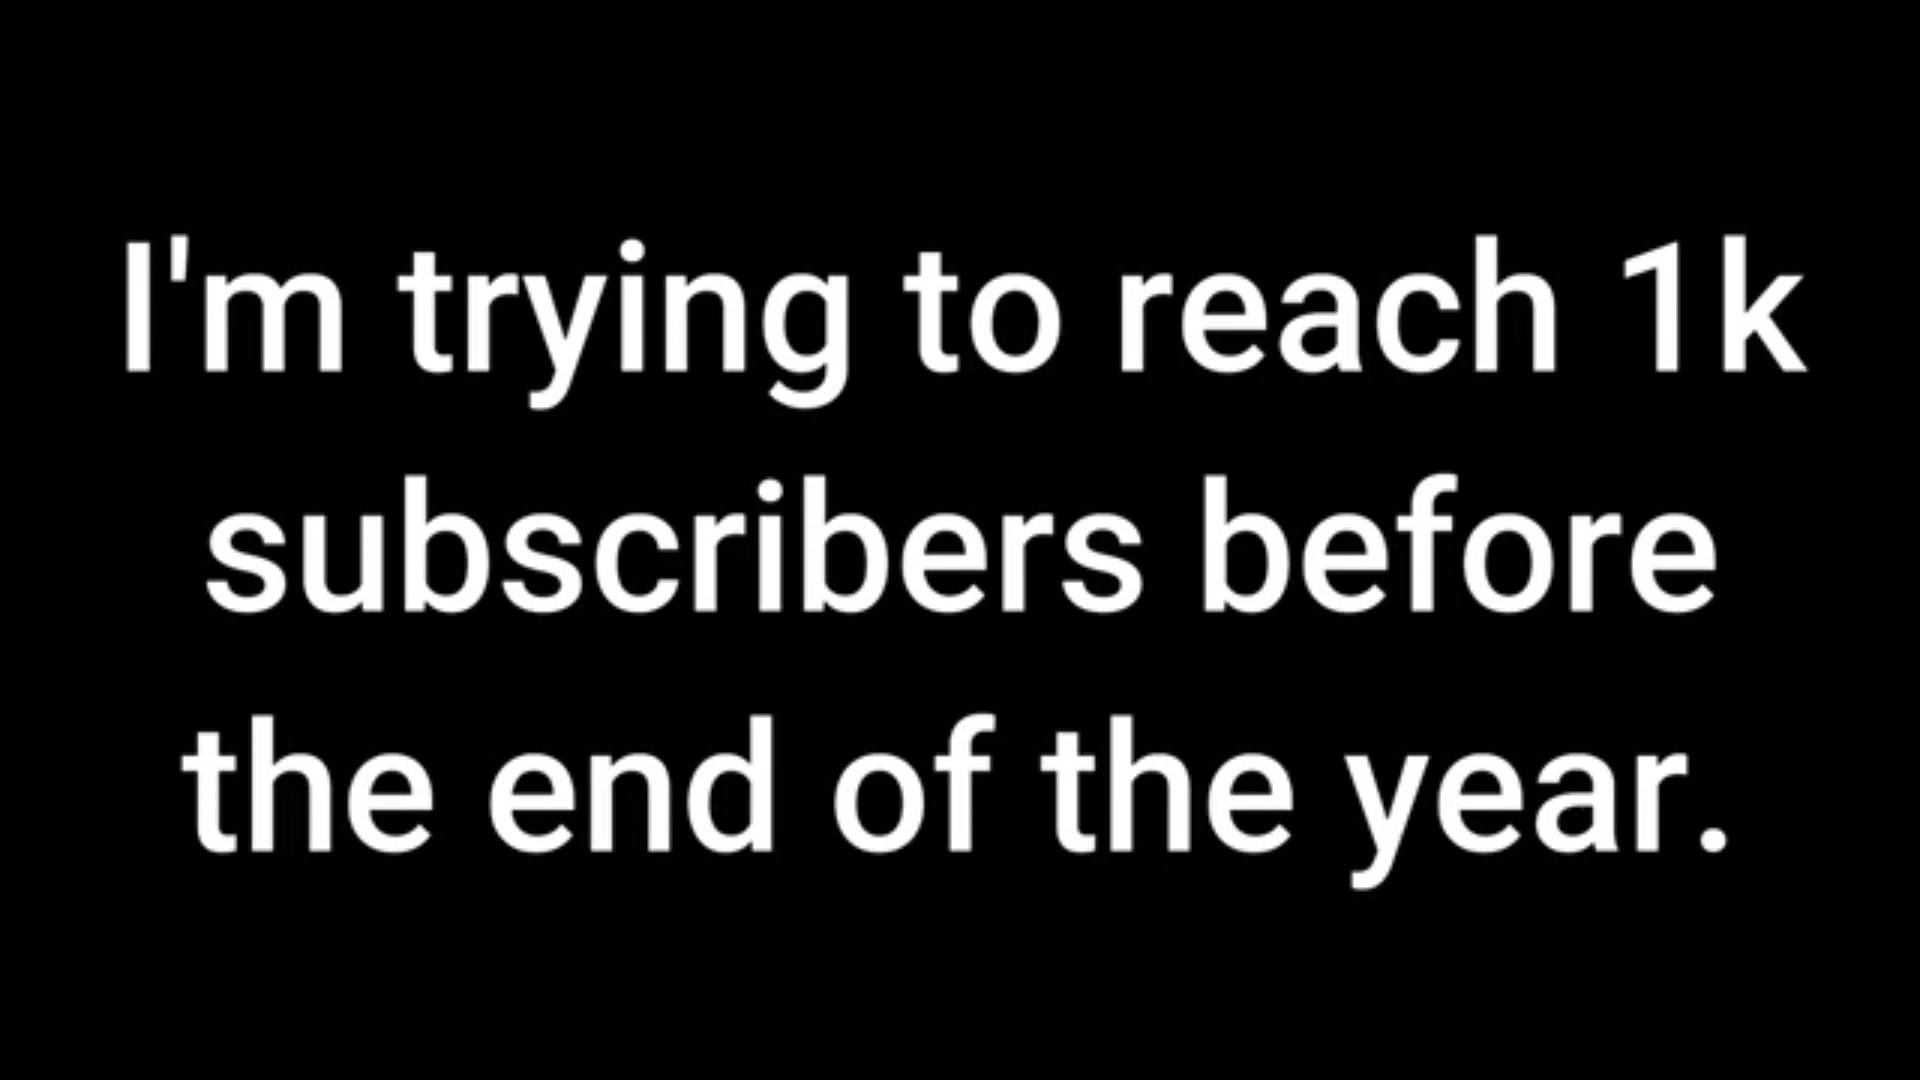 I'm trying to reach 1k
subscribers before
the end of the year.